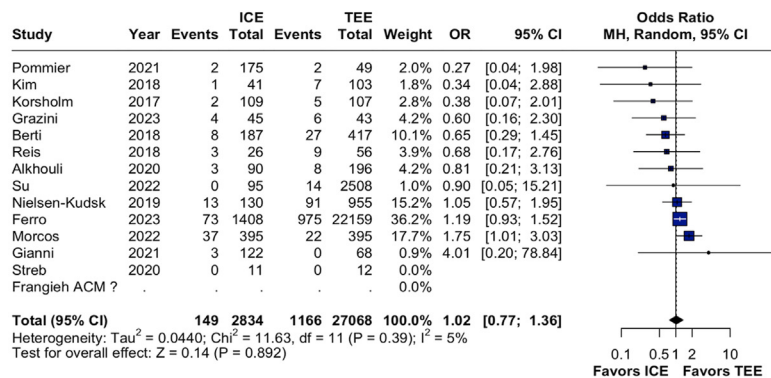 ICE TEE Odds Ratio
Study Year Events Total Events Total Weight OR 95% CI MH, Random, 95% CI
Pommier 2021 2 175 2 49 2.0% 0.27 [0.04; 1.98]
Kim 2018 1 41 7 103 1.8% 0.34 [0.04; 2.88]
Korsholm 2017 2 109 5 107 2.8% 0.38 [0.07; 2.01]
Grazini 2023 4 45 6 43 4.4% 0.60 [0.16; 2.30]
Berti 2018 8 187 27 417 10.1% 0.65 [0.29; 1.45]
Reis 2018 3 26 9 56 3.9% 0.68 [0.17; 2.76]
Alkhouli 2020 3 90 8 196 4.2% 0.81 [0.21; 3.13]
Su 2022 0 95 14 2508 1.0% 0.90 [0.05; 15.21]
Nielsen-Kudsk 2019 13 130 91 955 15.0% 1.05 [0.57; 1.95]
Ferro 2023 73 1408 975 22159 36.2% 1.19 [0.93; 1.52]
Morcos 2022 37 395 22 395 17.7% 1.75 [1.01; 3.03]
Gianni 2021 3 122 0 68 0.9% 4.01 [0.20; 78.84]
Streb 2020 0 11 0 12 0.0%
Frangieh ACM ? . . . . 0.0%
Total (95% CI) 149 2834 1166 27068 100.0% 1.02 [0.77; 1.36]
Heterogeneity: Tau² = 0.0440; Chi² = 11.63, df = 11 (P = 0.39); I² = 5%
Test for overall effect: Z = 0.14 (P = 0.892)
0.1 0.5 1 2 10
Favors ICE Favors TEE